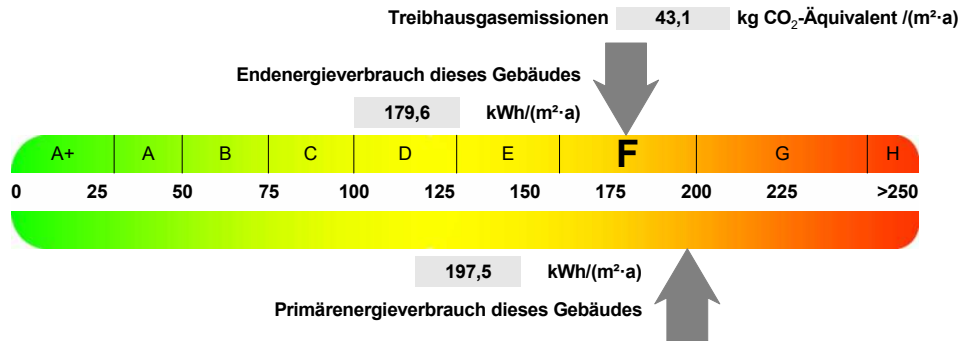 Treibhausgasemissionen 43,1 kg CO₂-Äquivalent /(m²·a)
Endenergieverbrauch dieses Gebäudes
179,6 kWh/(m²·a)
A+ A B C D E F G H
0 25 50 75 100 125 150 175 200 225 >250
197,5 kWh/(m²·a)
Primärenergieverbrauch dieses Gebäudes